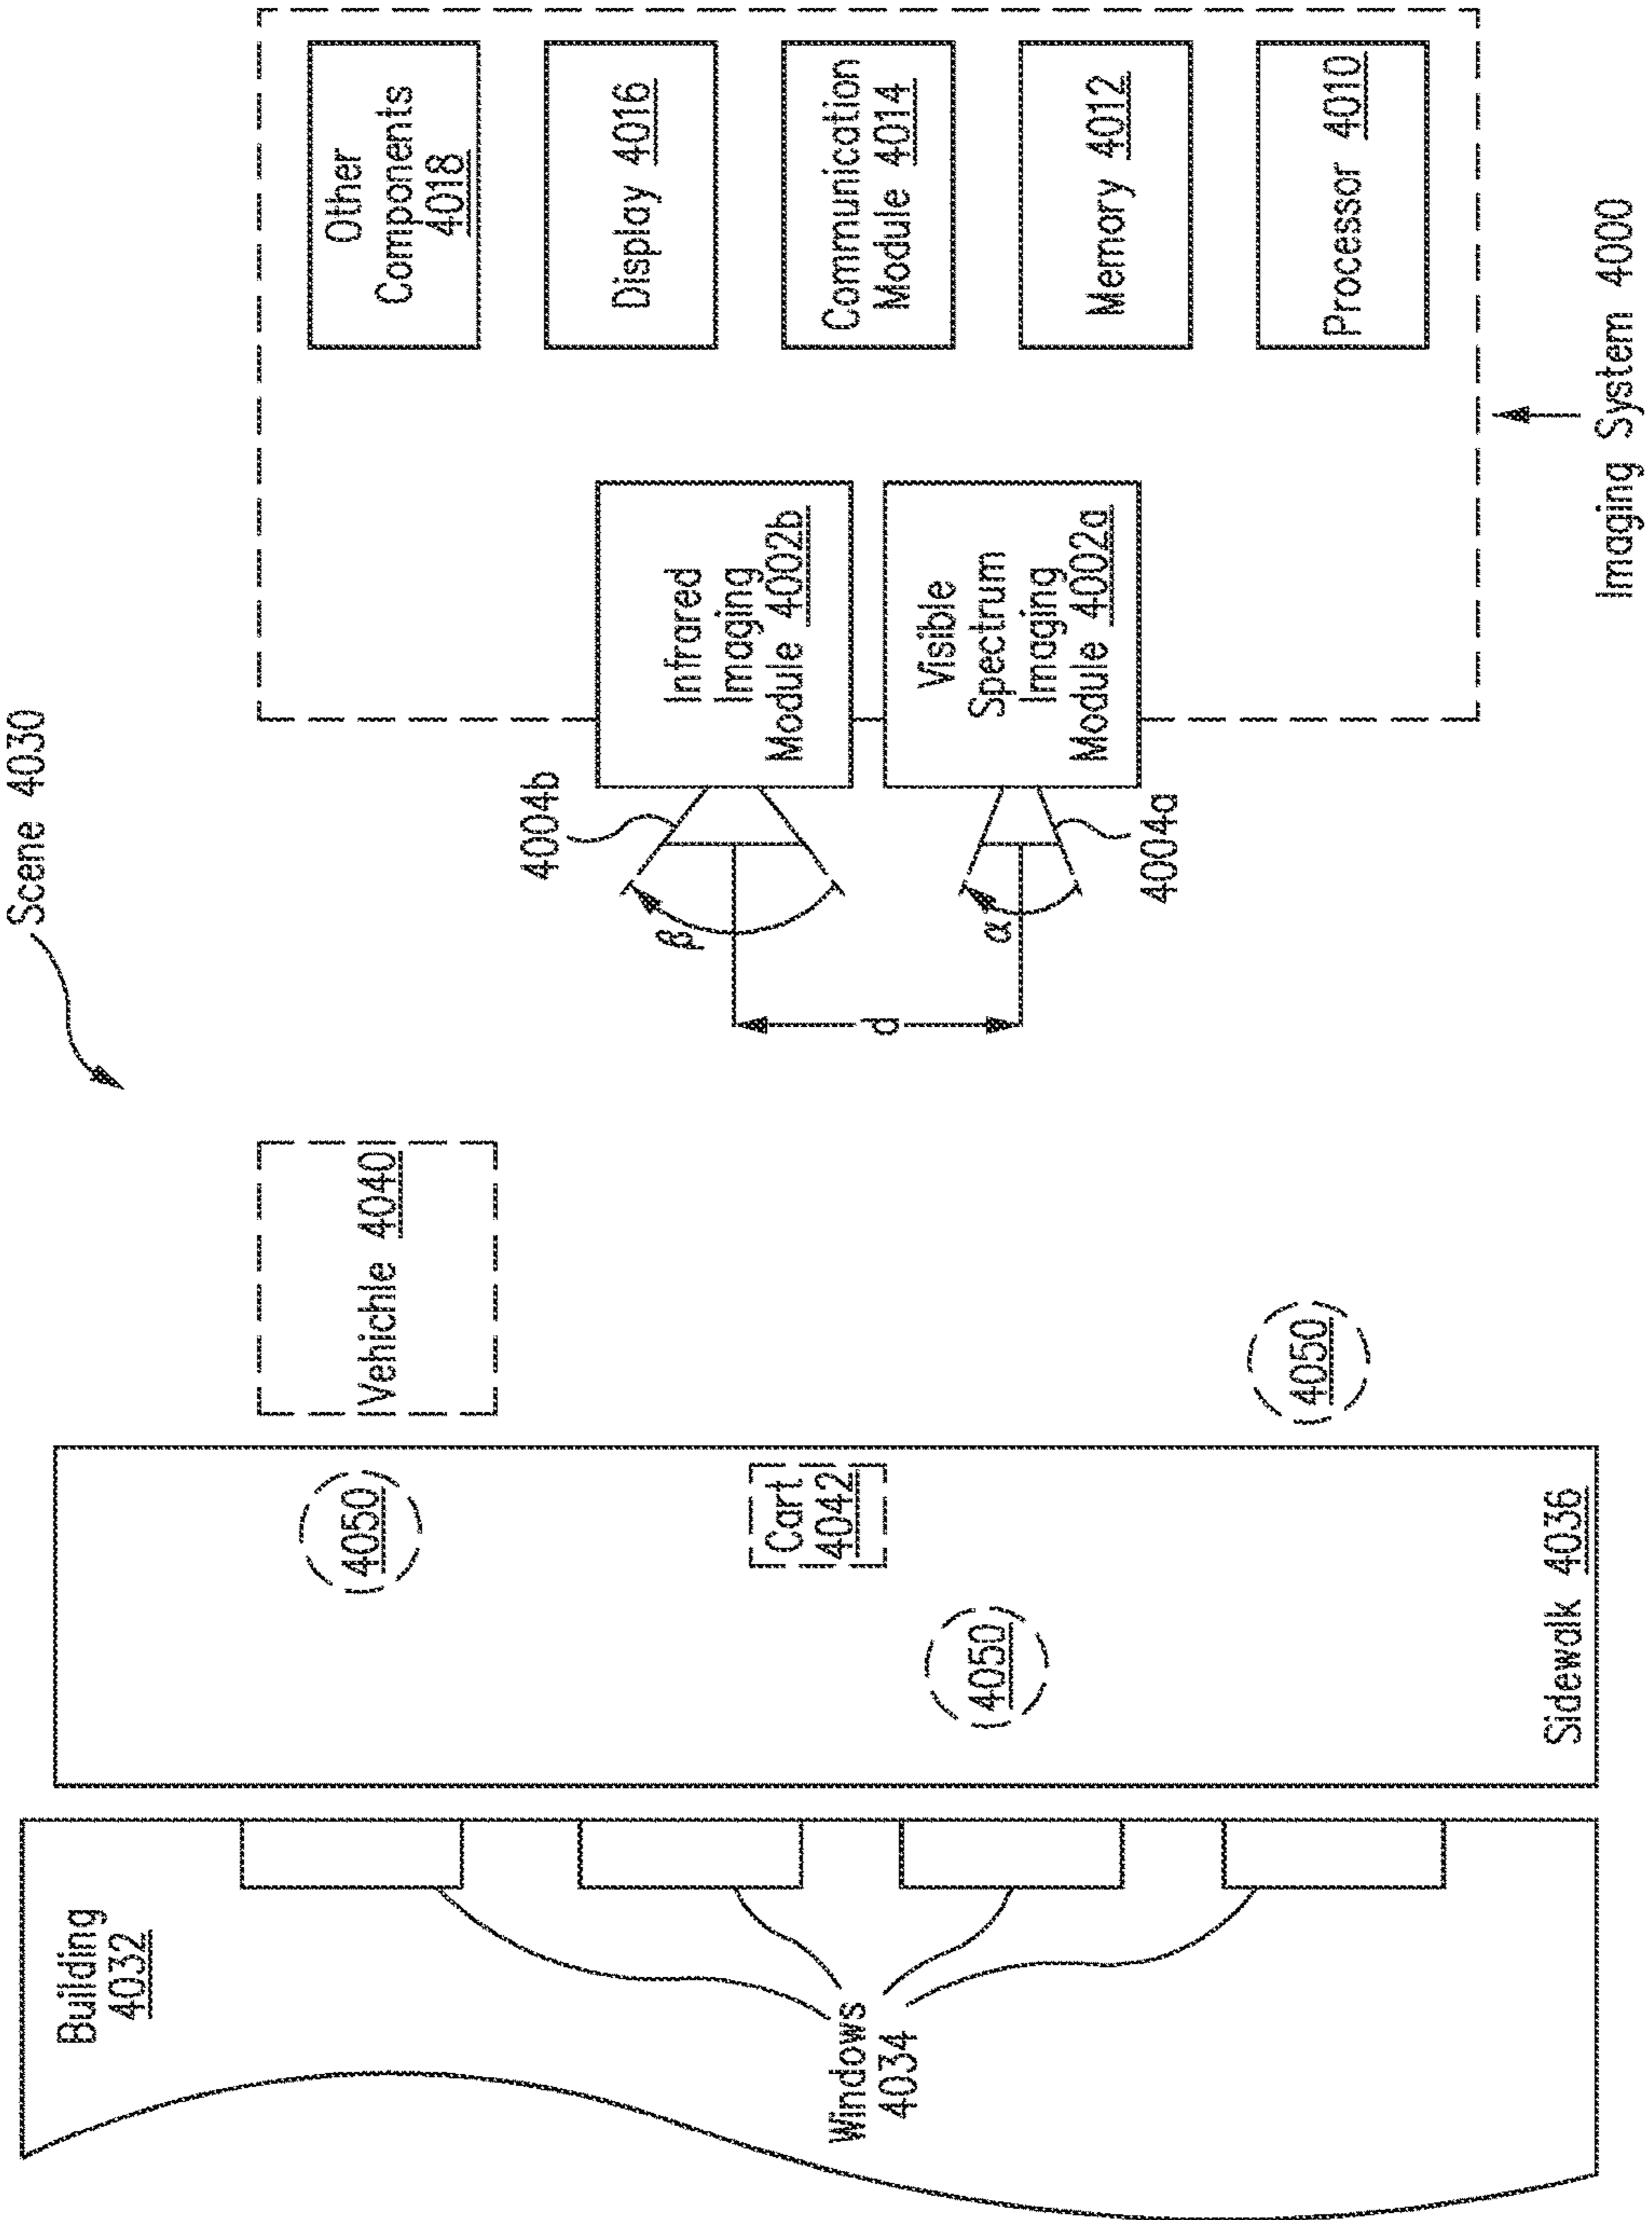 Building
4032
Windows
4034
Sidewalk 4036
4050
4050
Cart
4042
4050
Vehichle 4040
Scene 4030
d
β
α
4004b
4004a
Infrared
Imaging
Module 4002b
Visible
Spectrum
Imaging
Module 4002a
Other
Components
4018
Display 4016
Communication
Module 4014
Memory 4012
Processor 4010
Imaging System 4000